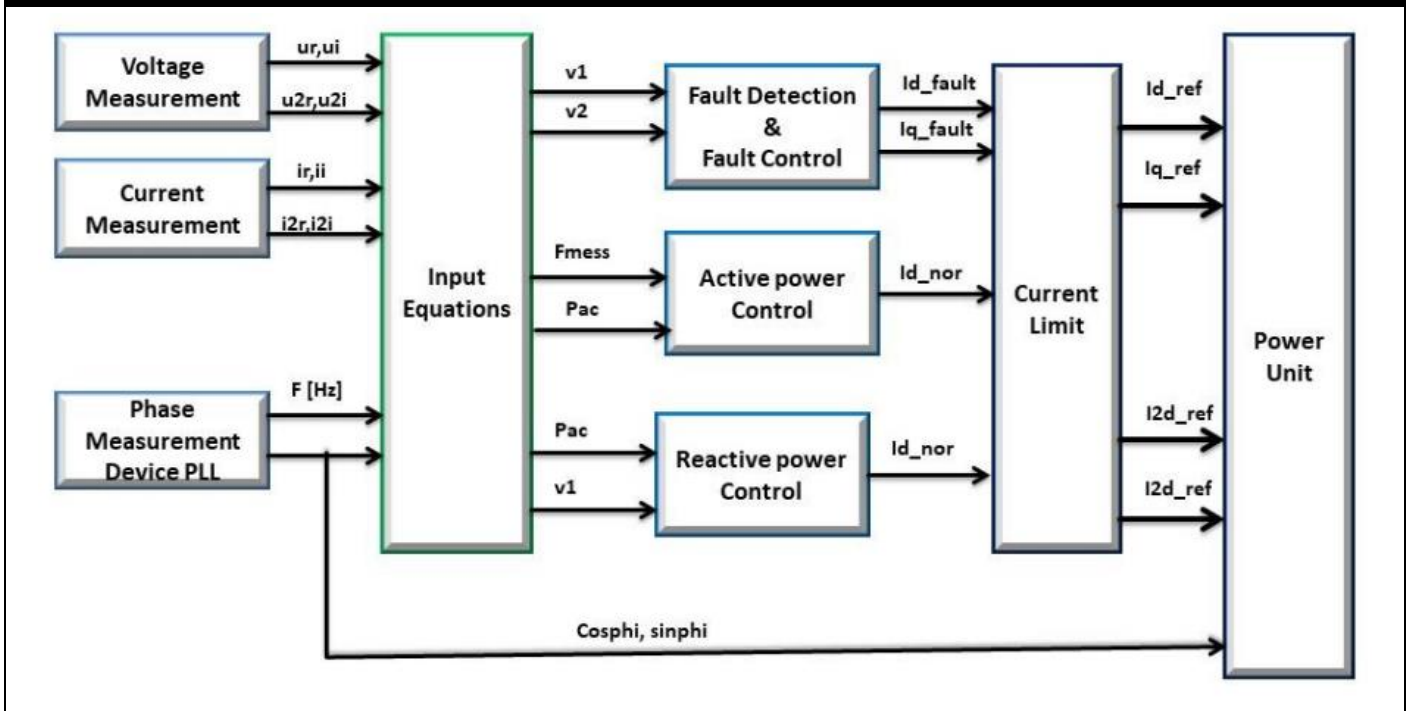 Voltage
Measurement
ur,ui
u2r,u2i
Current
Measurement
ir,ii
i2r,i2i
Phase
Measurement
Device PLL
F [Hz]
Input
Equations
v1
v2
Fmess
Pac
Pac
v1
Fault Detection
&
Fault Control
Active power
Control
Reactive power
Control
Id_fault
Iq_fault
Id_nor
Id_nor
Current
Limit
Id_ref
Iq_ref
I2d_ref
I2d_ref
Power
Unit
Cosphi, sinphi